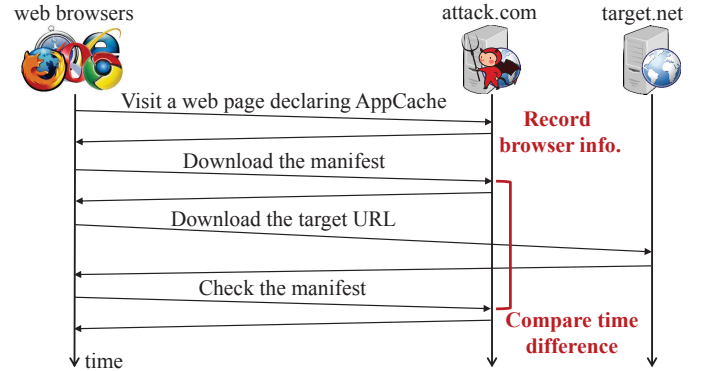 web browsers
attack.com
target.net
Visit a web page declaring AppCache
Record
browser info.
Download the manifest
Download the target URL
Check the manifest
Compare time
difference
time